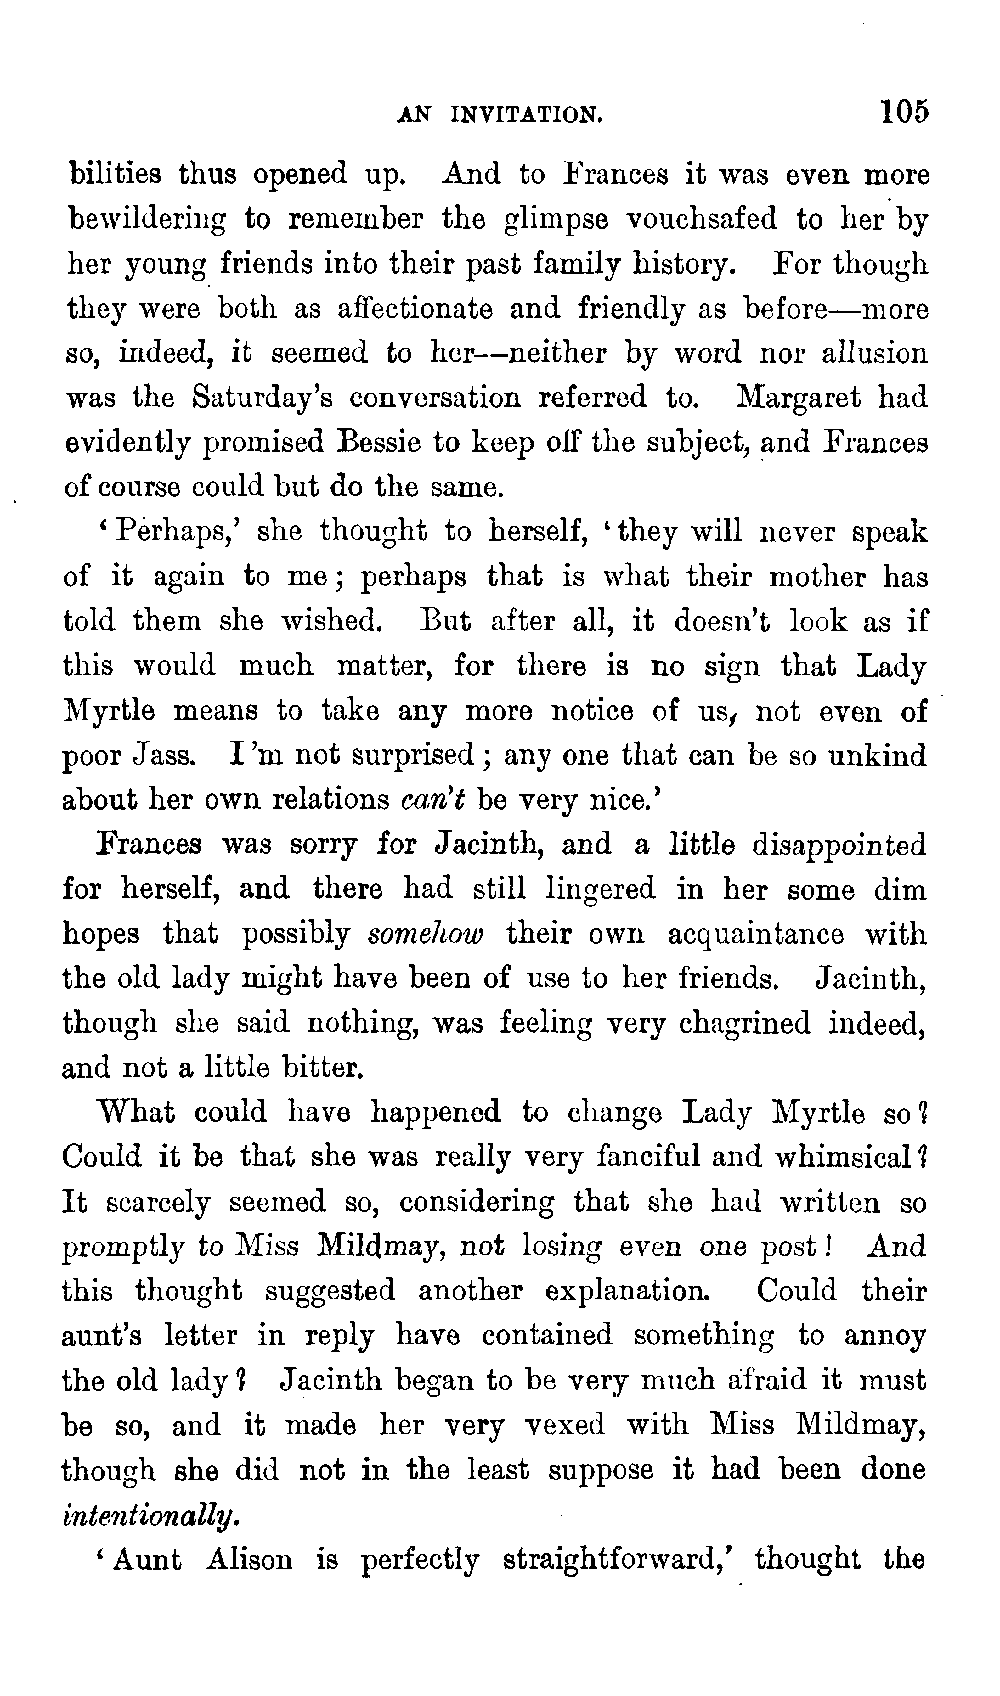 AN INVITATION. 105
bilities thus opened up. And to Frances it was even more
bewildering to remember the glimpse vouchsafed to her by
her young friends into their past family history. For though
they were both as affectionate and friendly as before—more
so, indeed, it seemed to her—neither by word nor allusion
was the Saturday's conversation referred to. Margaret had
evidently promised Bessie to keep off the subject, and Frances
of course could but do the same.
‘Perhaps,’ she thought to herself, ‘they will never speak
of it again to me; perhaps that is what their mother has
told them she wished. But after all, it doesn't look as if
this would much matter, for there is no sign that Lady
Myrtle means to take any more notice of us, not even of
poor Jass. I'm not surprised; any one that can be so unkind
about her own relations can't be very nice.’
Frances was sorry for Jacinth, and a little disappointed
for herself, and there had still lingered in her some dim
hopes that possibly somehow their own acquaintance with
the old lady might have been of use to her friends. Jacinth,
though she said nothing, was feeling very chagrined indeed,
and not a little bitter.
What could have happened to change Lady Myrtle so?
Could it be that she was really very fanciful and whimsical?
It scarcely seemed so, considering that she had written so
promptly to Miss Mildmay, not losing even one post! And
this thought suggested another explanation. Could their
aunt's letter in reply have contained something to annoy
the old lady? Jacinth began to be very much afraid it must
be so, and it made her very vexed with Miss Mildmay,
though she did not in the least suppose it had been done
intentionally.
‘Aunt Alison is perfectly straightforward,’ thought the